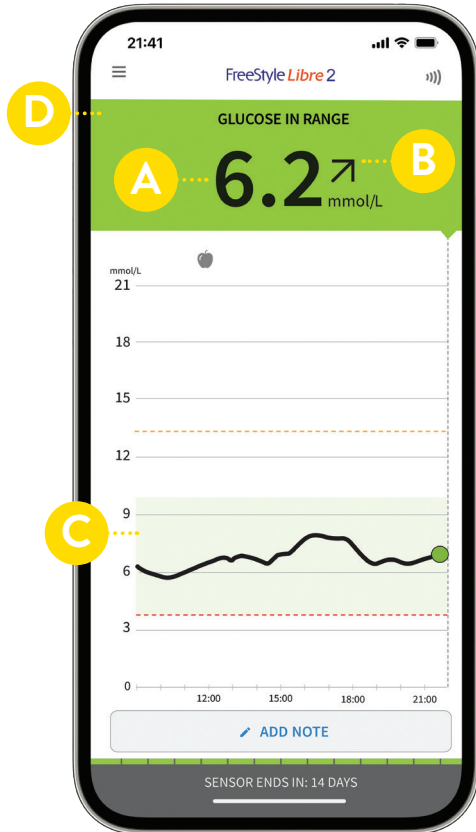 21:41
FreeStyle Libre 2
D
GLUCOSE IN RANGE
A
6.2
B
mmol/L
mmol/L
21
18
15
12
9
C
6
3
0
12:00 15:00 18:00 21:00
ADD NOTE
SENSOR ENDS IN: 14 DAYS